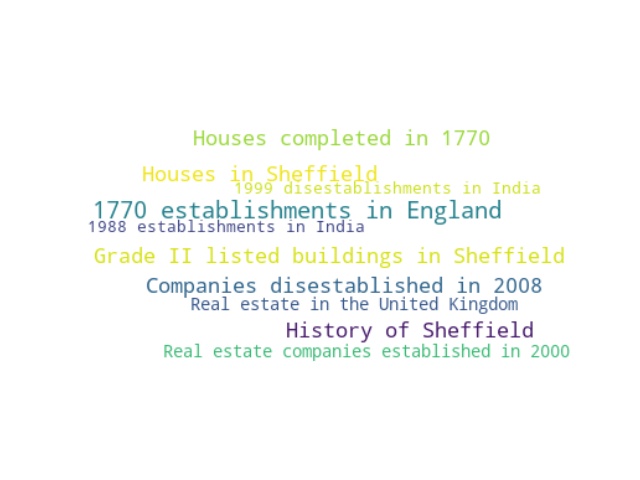 Houses completed in 1770
Houses in Sheffield
1999 disestablishments in India
1770 establishments in England
1988 establishments in India
Grade II listed buildings in Sheffield
Companies disestablished in 2008
Real estate in the United Kingdom
History of Sheffield
Real estate companies established in 2000